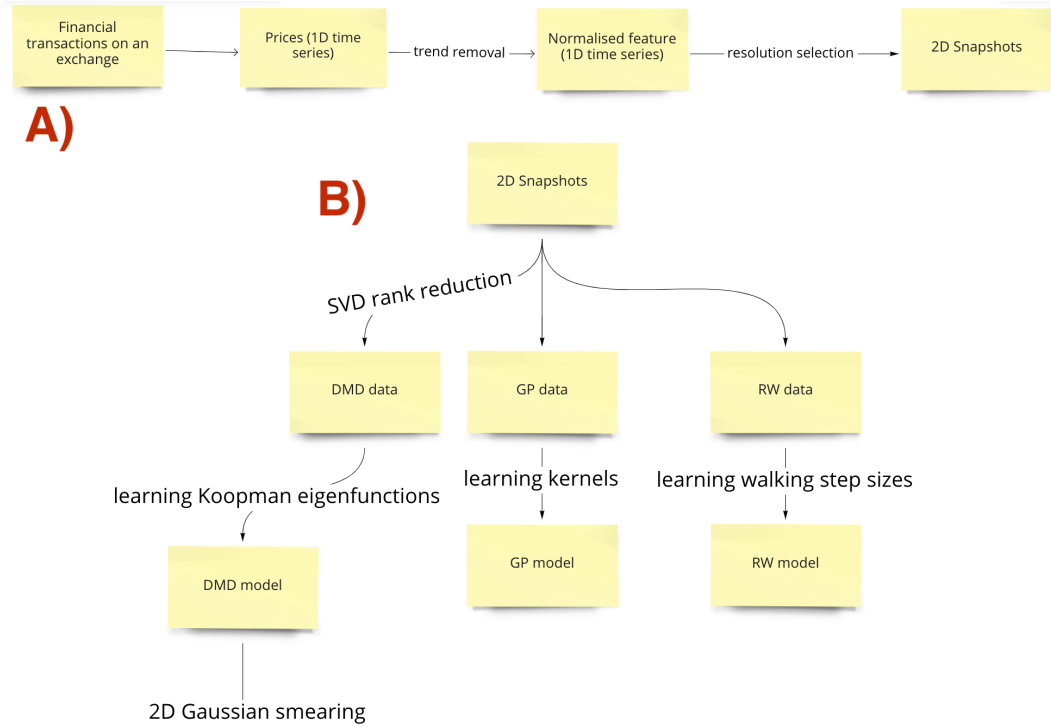 Financial
transactions on an
exchange
Prices (1D time
series)
trend removal
Normalised feature
(1D time series)
resolution selection
2D Snapshots
A)
B)
2D Snapshots
SVD rank reduction
DMD data
GP data
RW data
learning Koopman eigenfunctions
learning kernels
learning walking step sizes
DMD model
GP model
RW model
2D Gaussian smearing